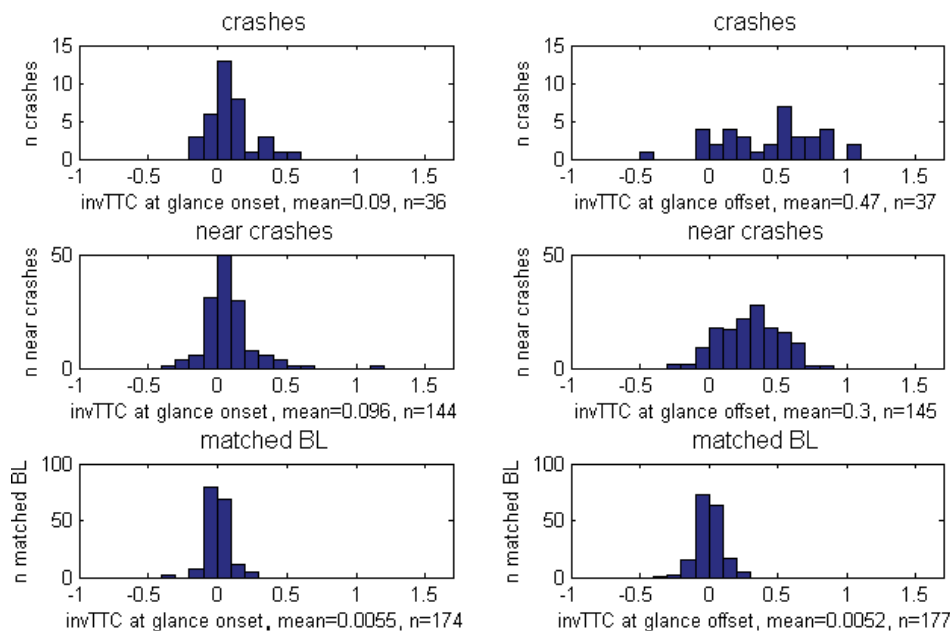 crashes
n crashes
15
10
5
0
-1 -0.5 0 0.5 1 1.5
invTTC at glance onset, mean=0.09, n=36
crashes
n crashes
15
10
5
0
-1 -0.5 0 0.5 1 1.5
invTTC at glance offset, mean=0.47, n=37
near crashes
n near crashes
50
0
-1 -0.5 0 0.5 1 1.5
invTTC at glance onset, mean=0.096, n=144
near crashes
n near crashes
50
0
-1 -0.5 0 0.5 1 1.5
invTTC at glance offset, mean=0.3, n=145
matched BL
n matched BL
100
50
0
-1 -0.5 0 0.5 1 1.5
invTTC at glance onset, mean=0.0055, n=174
matched BL
n matched BL
100
50
0
-1 -0.5 0 0.5 1 1.5
invTTC at glance offset, mean=0.0052, n=177